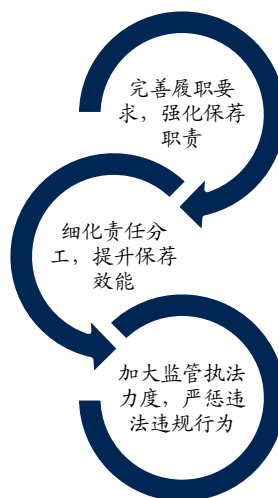 完善履职要
求，强化保荐
职责
细化责任分
工，提升保荐
效能
加大监管执法
力度，严惩违
法违规行为